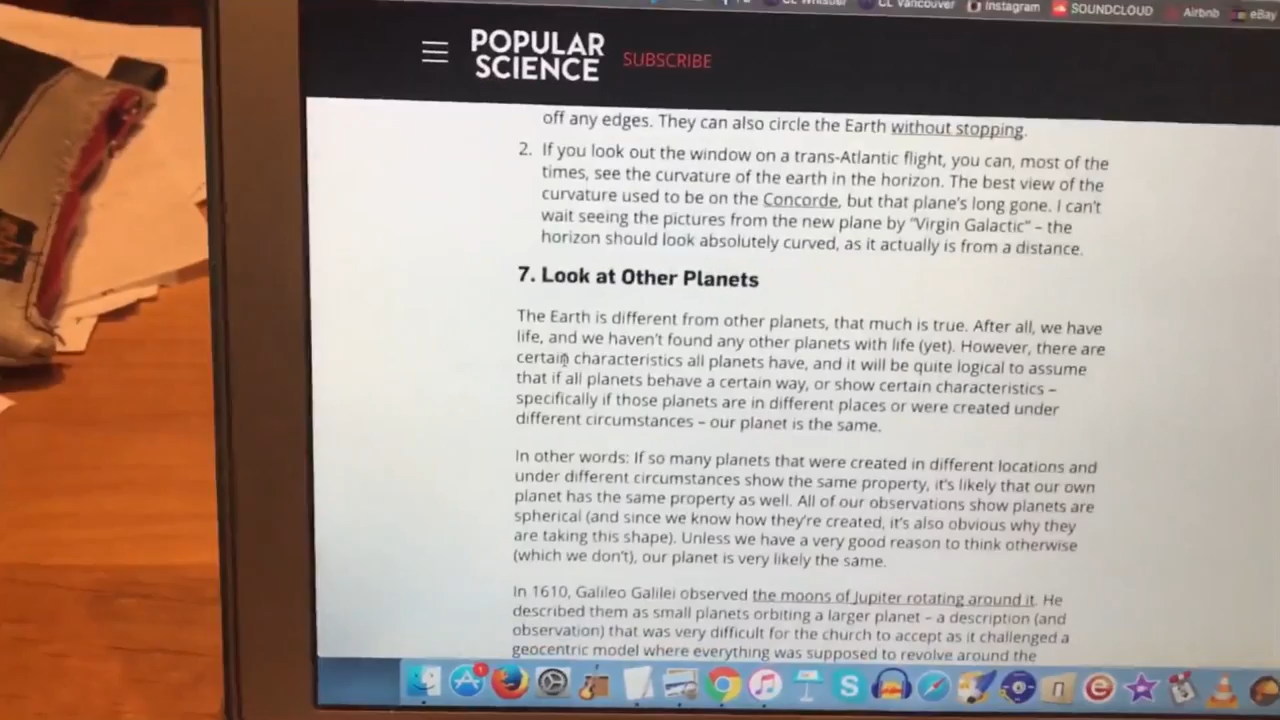 CL Vancouver
Instagram
SOUNDCLOUD
Airbnb
eBay
POPULAR
SCIENCE
SUBSCRIBE
off any edges. They can also circle the Earth without stopping.
2. If you look out the window on a trans-Atlantic flight, you can, most of the
times, see the curvature of the earth in the horizon. The best view of the
curvature used to be on the Concorde, but that plane's long gone. I can't
wait seeing the pictures from the new plane by “Virgin Galactic” – the
horizon should look absolutely curved, as it actually is from a distance.
7. Look at Other Planets
The Earth is different from other planets, that much is true. After all, we have
life, and we haven't found any other planets with life (yet). However, there are
certain characteristics all planets have, and it will be quite logical to assume
that if all planets behave a certain way, or show certain characteristics –
specifically if those planets are in different places or were created under
different circumstances – our planet is the same.
In other words: If so many planets that were created in different locations and
under different circumstances show the same property, it's likely that our own
planet has the same property as well. All of our observations show planets are
spherical (and since we know how they're created, it's also obvious why they
are taking this shape). Unless we have a very good reason to think otherwise
(which we don't), our planet is very likely the same.
In 1610, Galileo Galilei observed the moons of Jupiter rotating around it. He
described them as small planets orbiting a larger planet – a description (and
observation) that was very difficult for the church to accept as it challenged a
geocentric model where everything was supposed to revolve around the
1